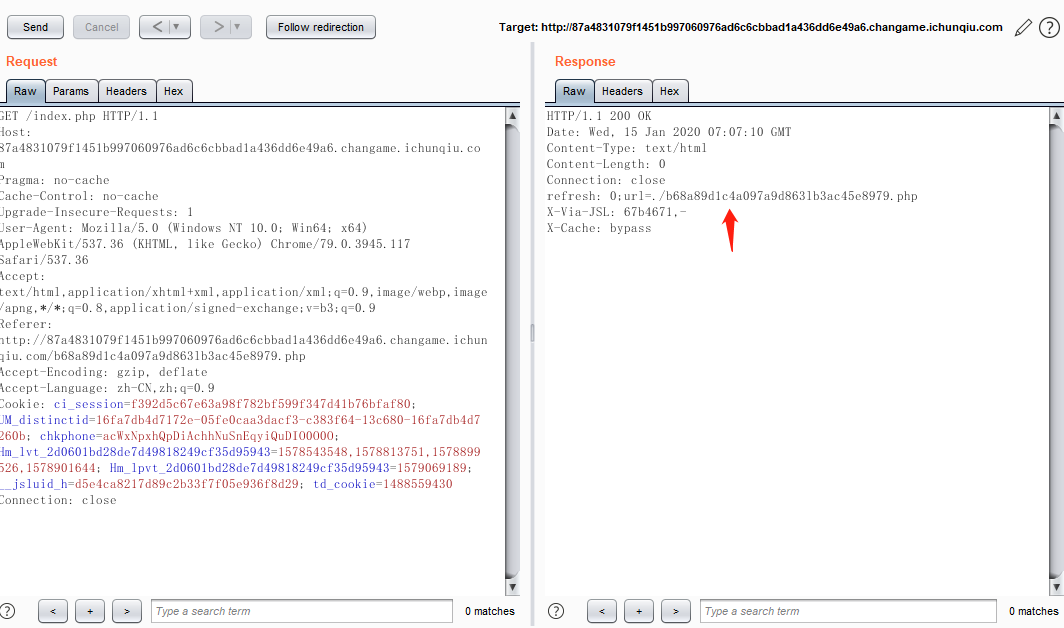 Send
Cancel
<
>
Follow redirection
Target: http://87a4831079f1451b997060976ad6c6cbbad1a436dd6e49a6.changame.ichunqiu.com
?
Request
Response
Raw Params Headers Hex
Raw Headers Hex
GET /index.php HTTP/1.1
Host:
87a4831079f1451b997060976ad6c6cbbad1a436dd6e49a6.changame.ichunqiu.co
m
Pragma: no-cache
Cache-Control: no-cache
Upgrade-Insecure-Requests: 1
User-Agent: Mozilla/5.0 (Windows NT 10.0; Win64; x64)
AppleWebKit/537.36 (KHTML, like Gecko) Chrome/79.0.3945.117
Safari/537.36
Accept:
text/html,application/xhtml+xml,application/xml;q=0.9,image/webp,image
/apng,*/*;q=0.8,application/signed-exchange;v=b3;q=0.9
Referer:
http://87a4831079f1451b997060976ad6c6cbbad1a436dd6e49a6.changame.ichun
qiu.com/b68a89d1c4a097a9d8631b3ac45e8979.php
Accept-Encoding: gzip, deflate
Accept-Language: zh-CN,zh;q=0.9
Cookie: ci_session=f392d5c67e63a98f782bf599f347d41b76bfaf80;
UM_distinctid=16fa7db4d7172e-05fe0caa3dacf3-c383f64-13c680-16fa7db4d7
260b; chkphone=acWxNpxhQpDiAchhNuSnEqyiQuDIO0O0O;
Hm_lvt_2d0601bd28de7d49818249cf35d95943=1578543548,1578813751,1578899
526,1578901644; Hm_lpvt_2d0601bd28de7d49818249cf35d95943=1579069189;
__jsluid_h=d5e4ca8217d89c2b33f7f05e936f8d29; td_cookie=1488559430
Connection: close
HTTP/1.1 200 OK
Date: Wed, 15 Jan 2020 07:07:10 GMT
Content-Type: text/html
Content-Length: 0
Connection: close
refresh: 0;url=./b68a89d1c4a097a9d8631b3ac45e8979.php
X-Via-JSL: 67b4671,-
X-Cache: bypass
? < + > Type a search term 0 matches
? < + > Type a search term 0 matches